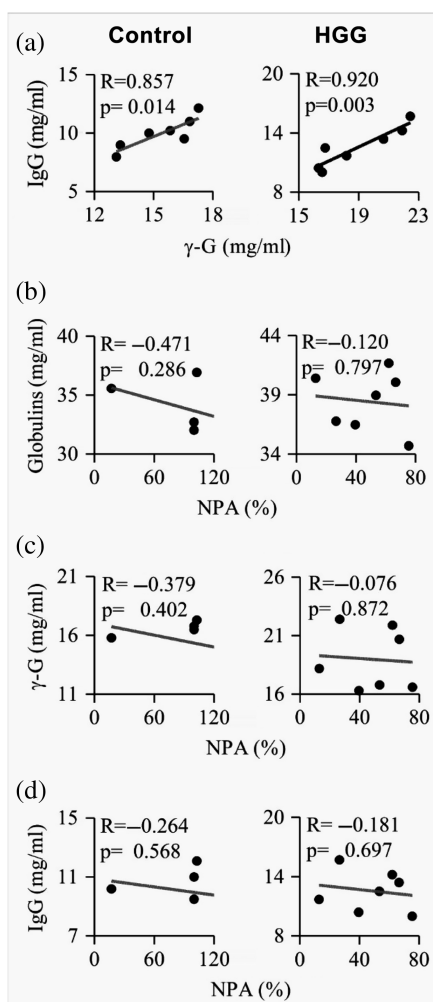 Control HGG
(a)
R=0.857 R=0.920
p= 0.014 p=0.003
IgG (mg/ml)
15
10
5
12 15 18
20
14
8
15 19 23
γ-G (mg/ml)
(b)
R= −0.471 R= −0.120
p= 0.286 p= 0.797
Globulins (mg/ml)
40
35
30
0 60 120
44
39
34
0 40 80
NPA (%) NPA (%)
(c)
R= −0.379 R=−0.076
p= 0.402 p= 0.872
γ-G (mg/ml)
21
16
11
0 60 120
26
21
16
0 40 80
NPA (%) NPA (%)
(d)
R=−0.264 R= −0.181
p= 0.568 p= 0.697
IgG (mg/ml)
15
11
7
0 60 120
20
14
8
0 40 80
NPA (%) NPA (%)